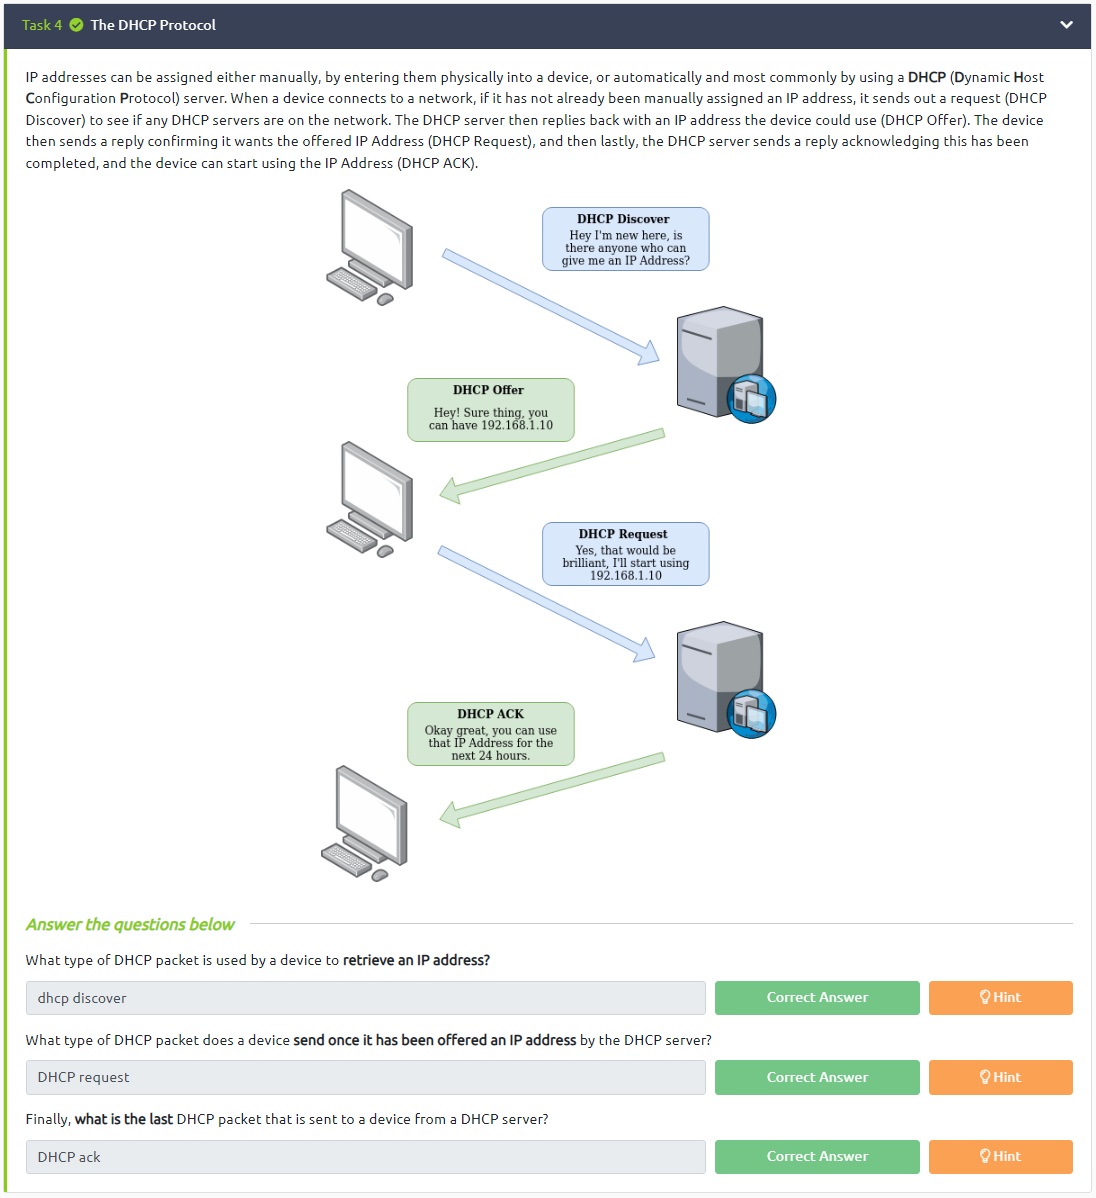 Task 4 The DHCP Protocol
IP addresses can be assigned either manually, by entering them physically into a device, or automatically and most commonly by using a DHCP (Dynamic Host
Configuration Protocol) server. When a device connects to a network, if it has not already been manually assigned an IP address, it sends out a request (DHCP
Discover) to see if any DHCP servers are on the network. The DHCP server then replies back with an IP address the device could use (DHCP Offer). The device
then sends a reply confirming it wants the offered IP Address (DHCP Request), and then lastly, the DHCP server sends a reply acknowledging this has been
completed, and the device can start using the IP Address (DHCP ACK).
DHCP Discover
Hey I'm new here, is
there anyone who can
give me an IP Address?
DHCP Offer
Hey! Sure thing, you
can have 192.168.1.10
DHCP Request
Yes, that would be
brilliant, I'll start using
192.168.1.10
DHCP ACK
Okay great, you can use
that IP Address for the
next 24 hours.
Answer the questions below
What type of DHCP packet is used by a device to retrieve an IP address?
dhcp discover
Correct Answer
Hint
What type of DHCP packet does a device send once it has been offered an IP address by the DHCP server?
DHCP request
Correct Answer
Hint
Finally, what is the last DHCP packet that is sent to a device from a DHCP server?
DHCP ack
Correct Answer
Hint